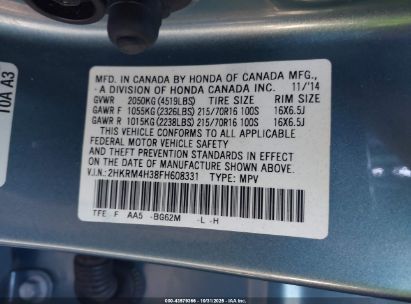 MFD. IN CANADA BY HONDA OF CANADA MFG.,
- A DIVISION OF HONDA CANADA INC. 11/'14
GVWR 2050KG (4519LBS) TIRE SIZE RIM SIZE
GAWR F 1055KG (2326LBS) 215/70R16 100S 16X6.5J
GAWR R 1015KG (2238LBS) 215/70R16 100S 16X6.5J
THIS VEHICLE CONFORMS TO ALL APPLICABLE
FEDERAL MOTOR VEHICLE SAFETY AND
THEFT PREVENTION STANDARDS IN EFFECT ON
THE DATE OF MANUFACTURE SHOWN ABOVE.
V.I.N.: 2HKRM4H38FH608331 TYPE: MPV
TFE F AA5 -BG62M -L -H
TOA A3